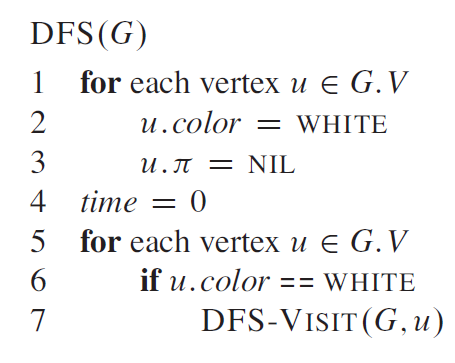 DFS(G)
1 for each vertex u ∈ G.V
2 u.color = WHITE
3 u.π = NIL
4 time = 0
5 for each vertex u ∈ G.V
6 if u.color == WHITE
7 DFS-VISIT(G, u)